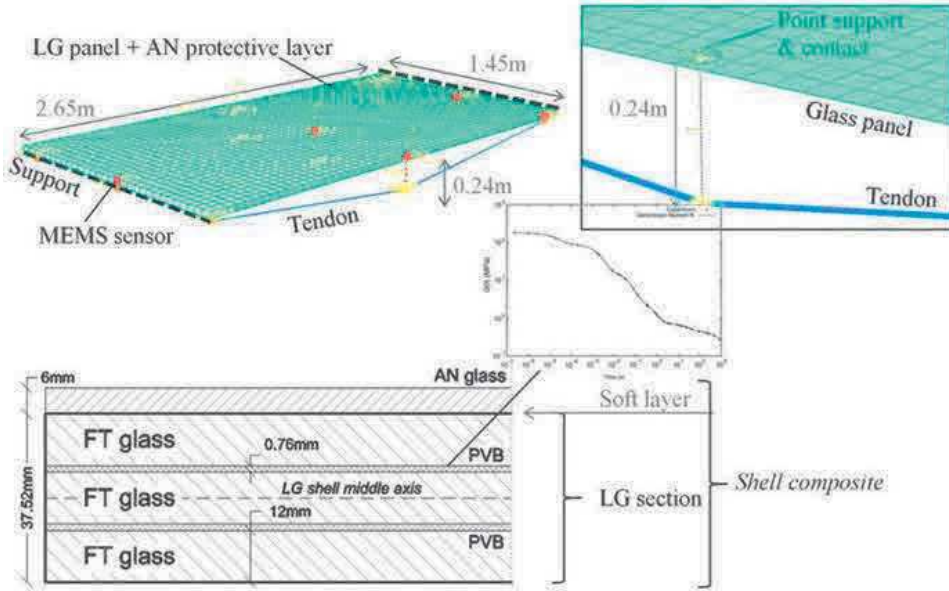 LG panel + AN protective layer
1.45m
2.65m
Support
0.24m
Tendon
MEMS sensor
Point support
& contact
0.24m
Glass panel
Tendon
6mm
AN glass
Soft layer
FT glass
0.76mm
PVB
FT glass
LG shell middle axis
12mm
37.52mm
FT glass
PVB
LG section
Shell composite